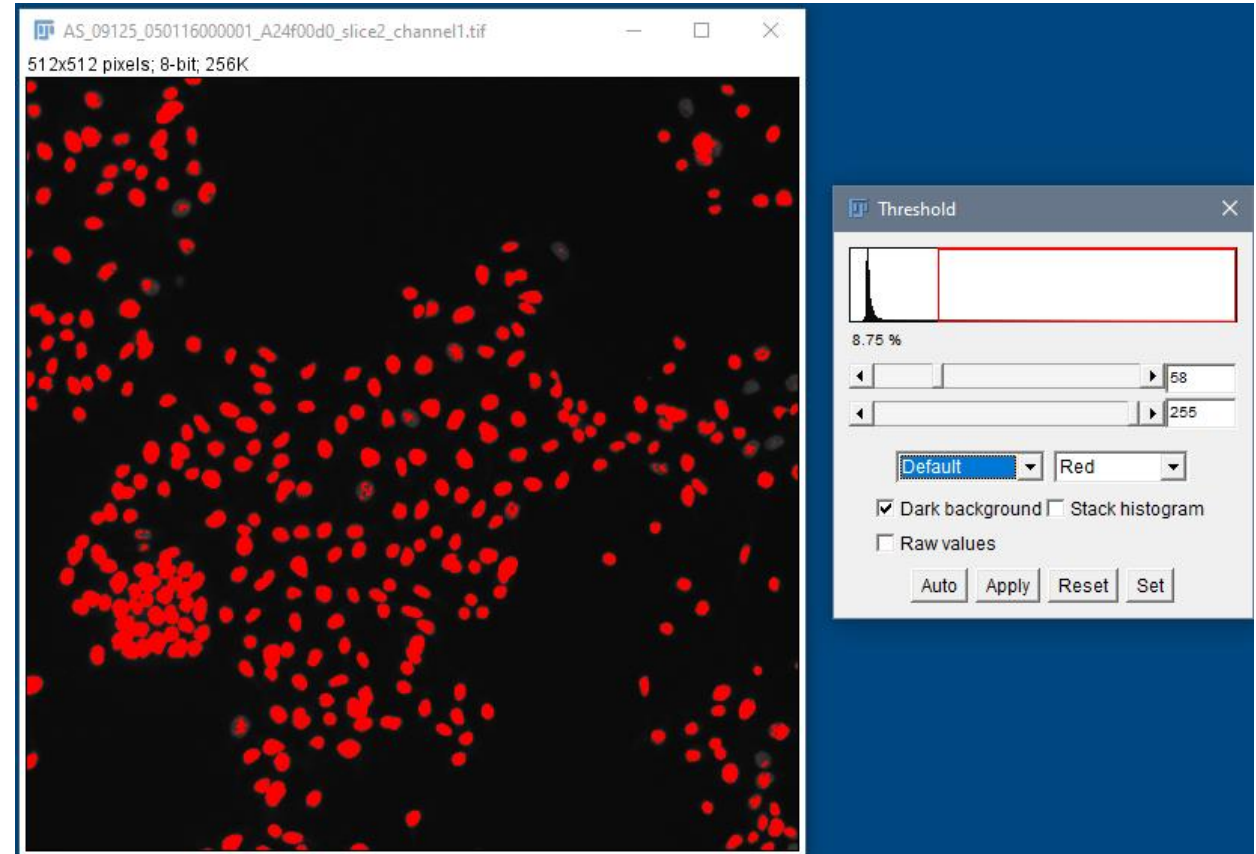 AS_09125_050116000001_A24f00d0_slice2_channel1.tif
512x512 pixels; 8-bit; 256K
Threshold
8.75 %
58
255
Default Red
Dark background Stack histogram
Raw values
Auto Apply Reset Set